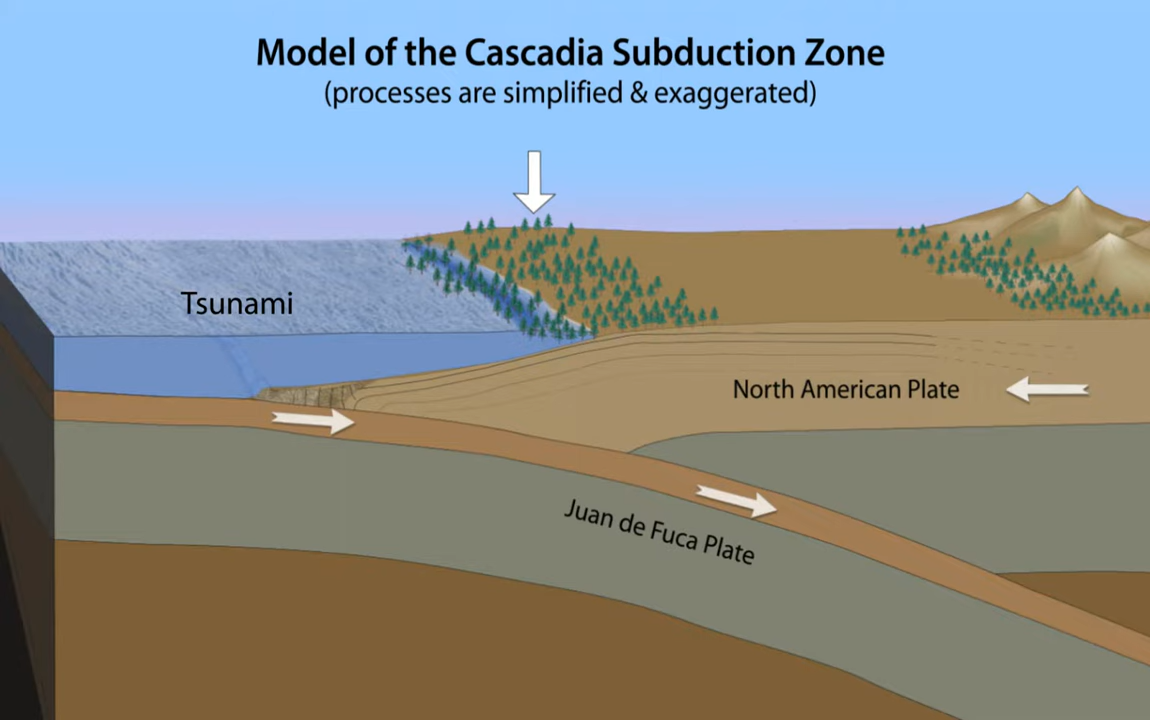 Model of the Cascadia Subduction Zone
(processes are simplified & exaggerated)
Tsunami
North American Plate
Juan de Fuca Plate